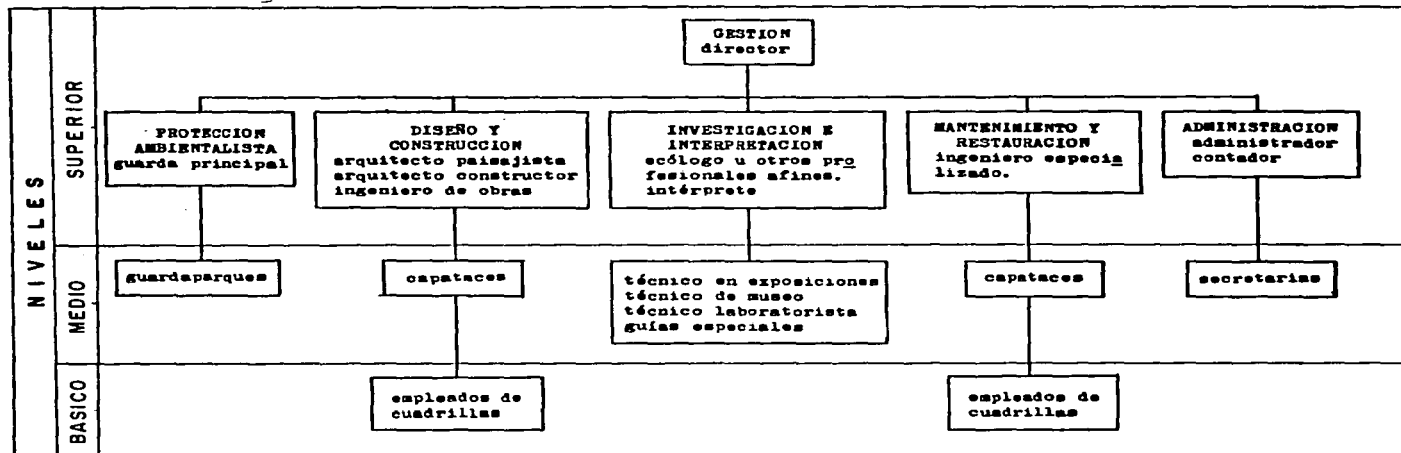 NIVELES
SUPERIOR
GESTION
director
PROTECCION
AMBIENTALISTA
guarda principal
DISEÑO Y
CONSTRUCCION
arquitecto paisajista
arquitecto constructor
ingeniero de obras
INVESTIGACION E
INTERPRETACION
ecólogo u otros pro
fesionales afines.
intérprete
MANTENIMIENTO Y
RESTAURACION
ingeniero especia
lizado.
ADMINISTRACION
administrador
contador
MEDIO
guardaparques
capataces
técnico en exposiciones
técnico de museo
técnico laboratorista
guías especiales
capataces
secretarias
BASICO
empleados de
cuadrillas
empleados de
cuadrillas